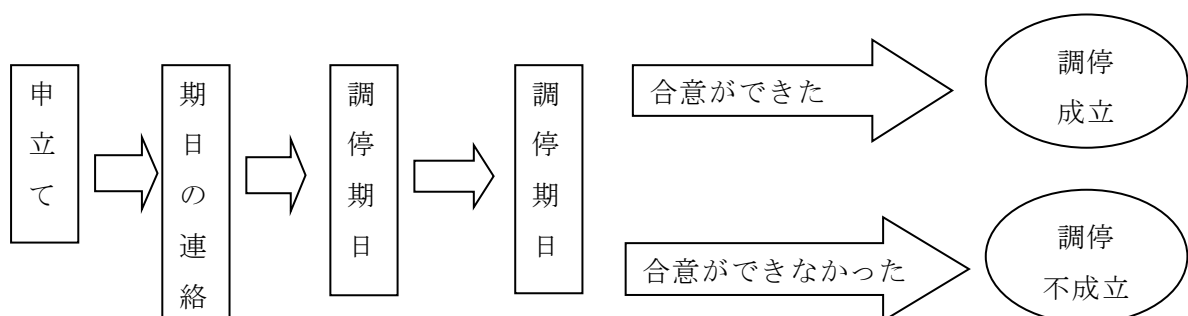 申立て
期日の連絡
調停期日
調停期日
合意ができた
調停
成立
合意ができなかった
調停
不成立